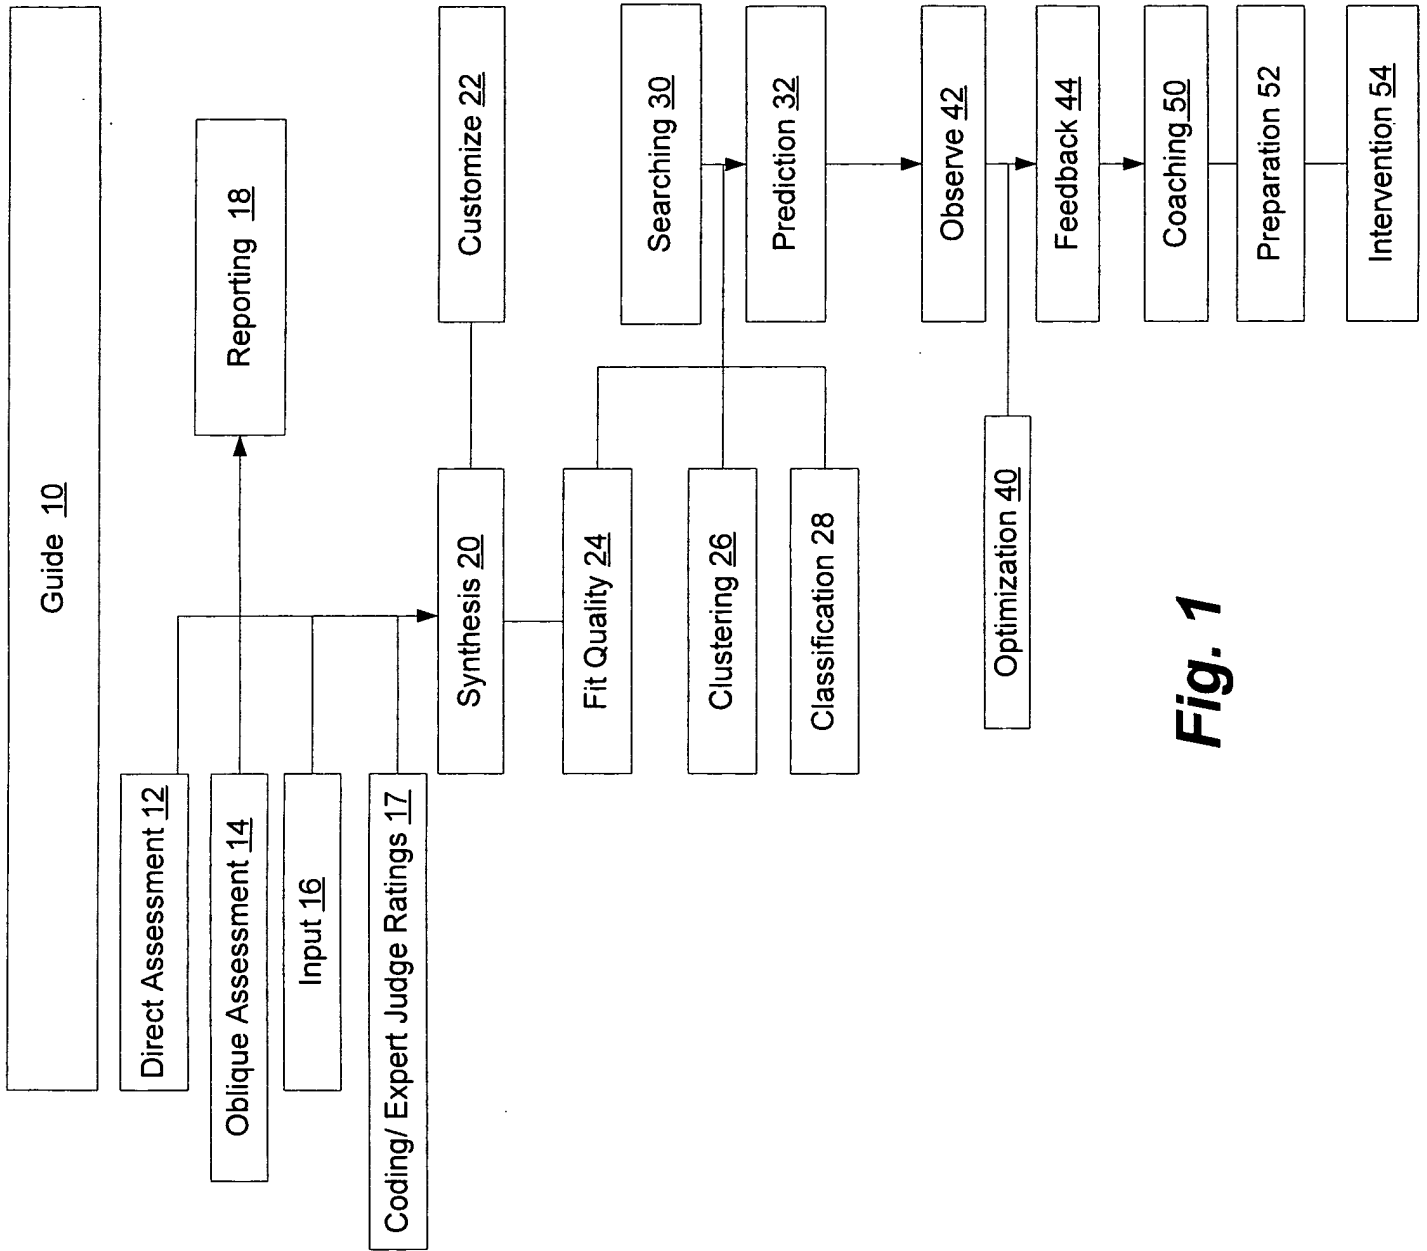 Guide 10
Direct Assessment 12
Oblique Assessment 14
Reporting 18
Input 16
Coding/ Expert Judge Ratings 17
Synthesis 20
Customize 22
Fit Quality 24
Searching 30
Clustering 26
Prediction 32
Classification 28
Observe 42
Optimization 40
Feedback 44
Coaching 50
Preparation 52
Intervention 54
Fig. 1